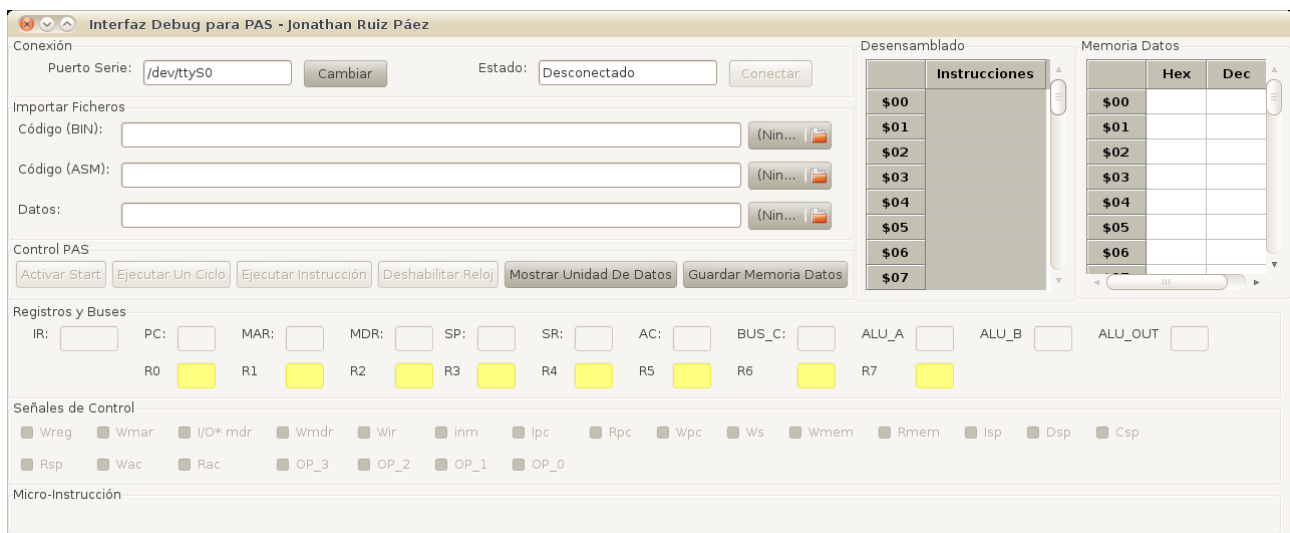 Interfaz Debug para PAS - Jonathan Ruiz Páez
Conexión
Puerto Serie: /dev/ttyS0 Cambiar Estado: Desconectado Conectar
Importar Ficheros
Código (BIN): (Nin...
Código (ASM): (Nin...
Datos: (Nin...
Control PAS
Activar Start Ejecutar Un Ciclo Ejecutar Instrucción Deshabilitar Reloj Mostrar Unidad De Datos Guardar Memoria Datos
Desensamblado
Instrucciones
$00
$01
$02
$03
$04
$05
$06
$07
Memoria Datos
Hex Dec
$00
$01
$02
$03
$04
$05
$06
Registros y Buses
IR: PC: MAR: MDR: SP: SR: AC: BUS_C: ALU_A ALU_B ALU_OUT
R0 R1 R2 R3 R4 R5 R6 R7
Señales de Control
Wreg Wmar I/O* mdr Wmdr Wir inm Ipc Rpc Wpc Ws Wmem Rmem Isp Dsp Csp
Rsp Wac Rac OP_3 OP_2 OP_1 OP_0
Micro-Instrucción